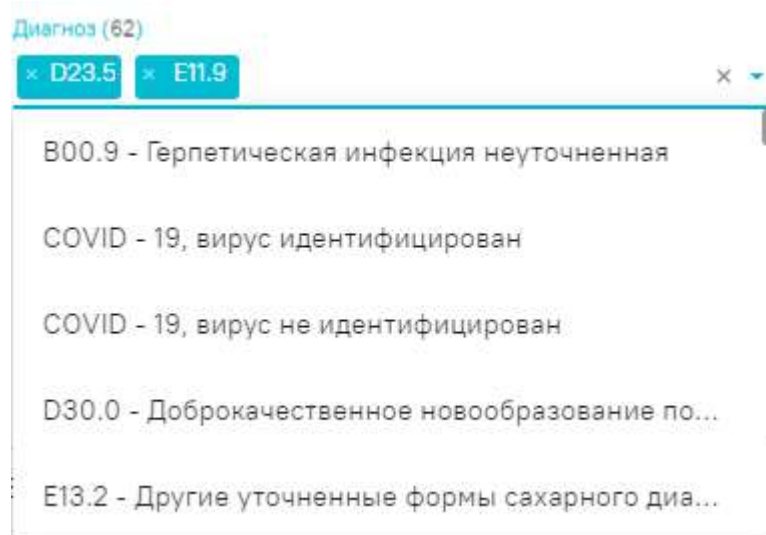 Диагноз (62)
× D23.5 × E11.9 ×
B00.9 - Герпетическая инфекция неуточненная
COVID - 19, вирус идентифицирован
COVID - 19, вирус не идентифицирован
D30.0 - Доброкачественное новообразование по...
E13.2 - Другие уточненные формы сахарного диа...